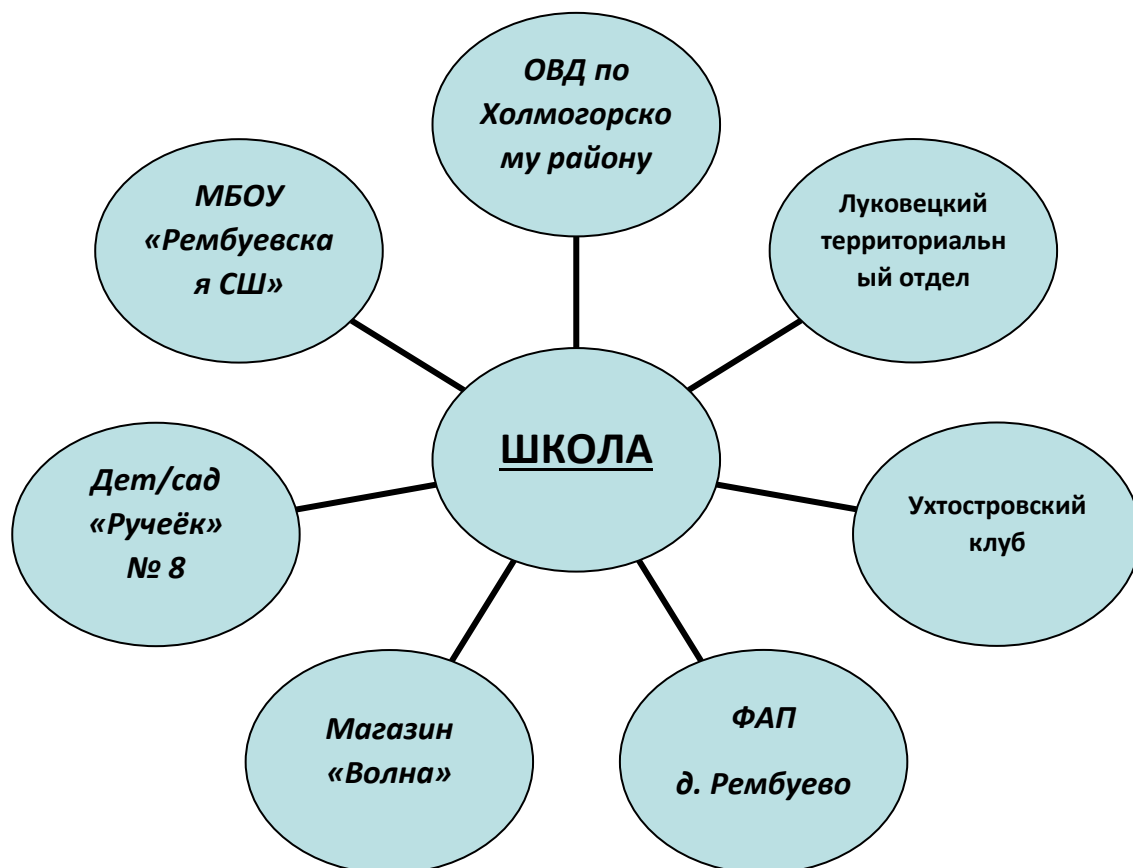 ОВД по
Холмогорско
му району
МБОУ
«Рембуевска
я СШ»
Луковецкий
территориальн
ый отдел
ШКОЛА
Дет/сад
«Ручеёк»
№ 8
Ухтостровский
клуб
Магазин
«Волна»
ФАП
д. Рембуево